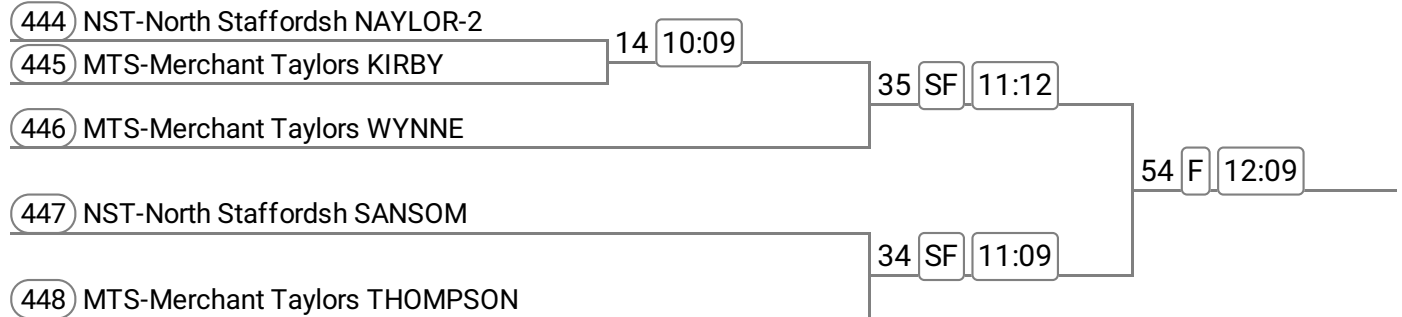 444 NST-North Staffordsh NAYLOR-2
14 10:09
445 MTS-Merchant Taylors KIRBY
35 SF 11:12
446 MTS-Merchant Taylors WYNNE
54 F 12:09
447 NST-North Staffordsh SANSOM
34 SF 11:09
448 MTS-Merchant Taylors THOMPSON